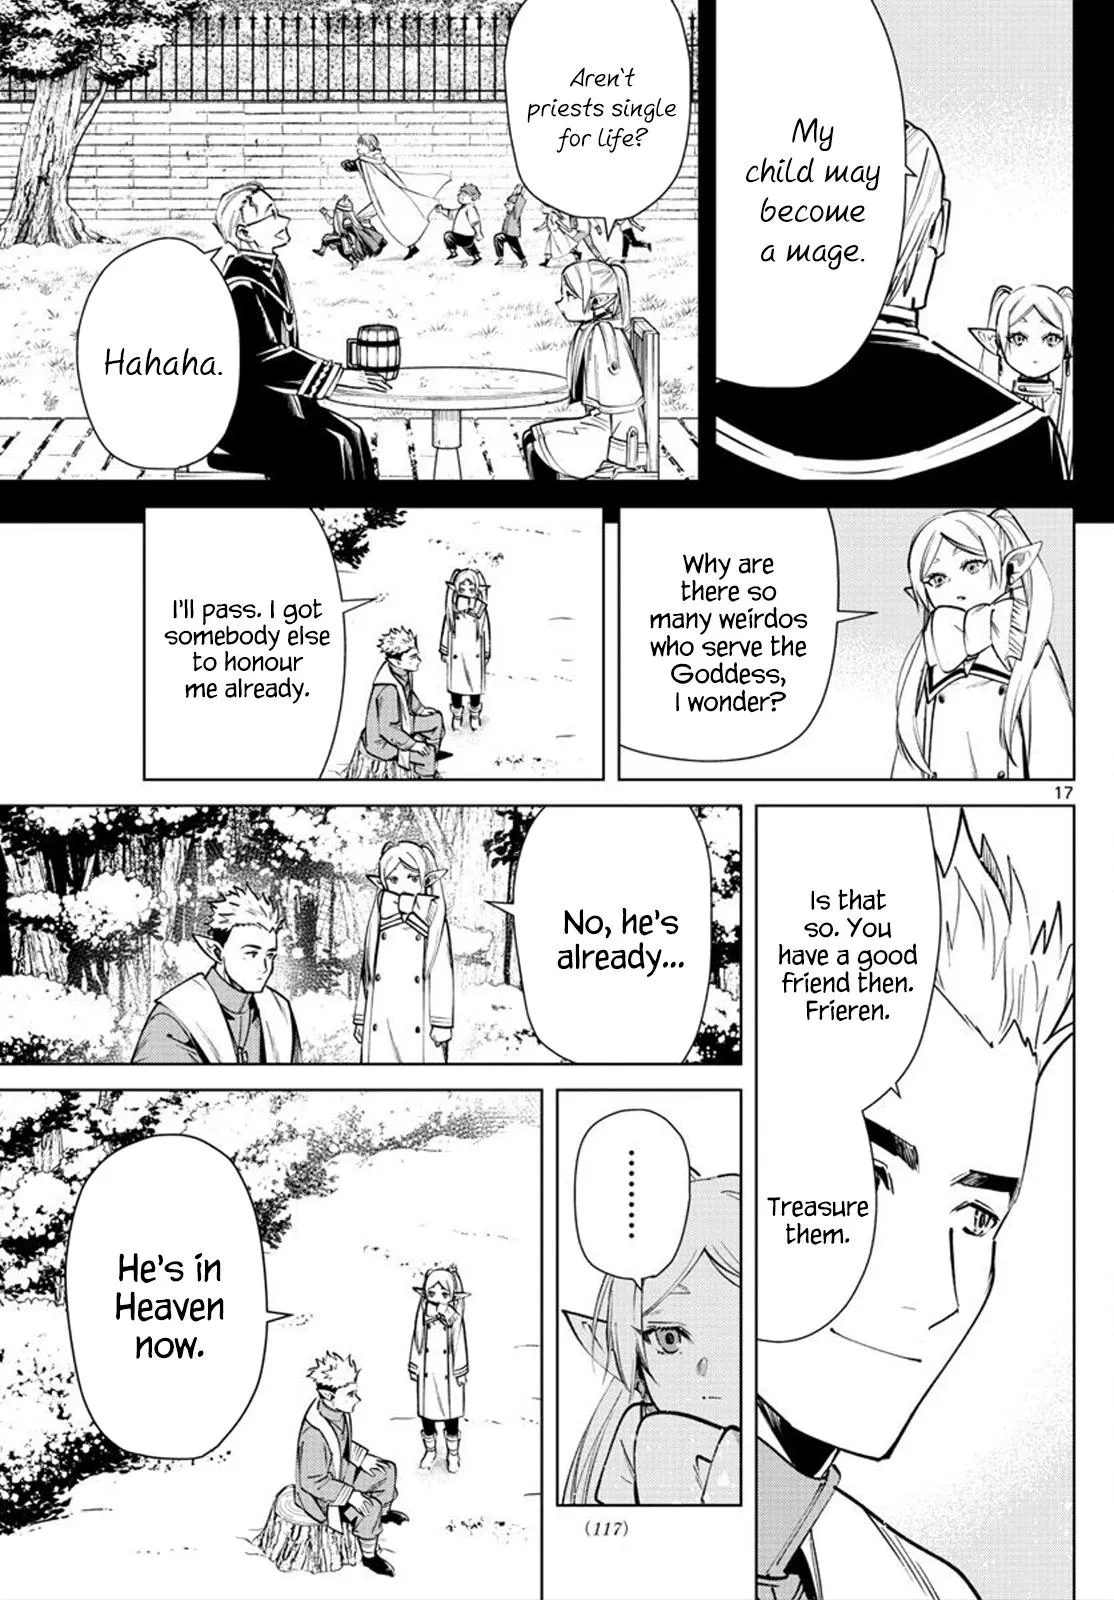 My
child may
become
a mage.
Aren't
priests single
for life?
Hahaha.
Why are
there so
many weirdos
who serve the
Goddess,
I wonder?
I'll pass. I got
somebody else
to honour
me already.
17
Is that
so. You
have a good
friend then.
Frieren.
Treasure
them.
No, he's
already...
.........
He's in
Heaven
now.
(117)